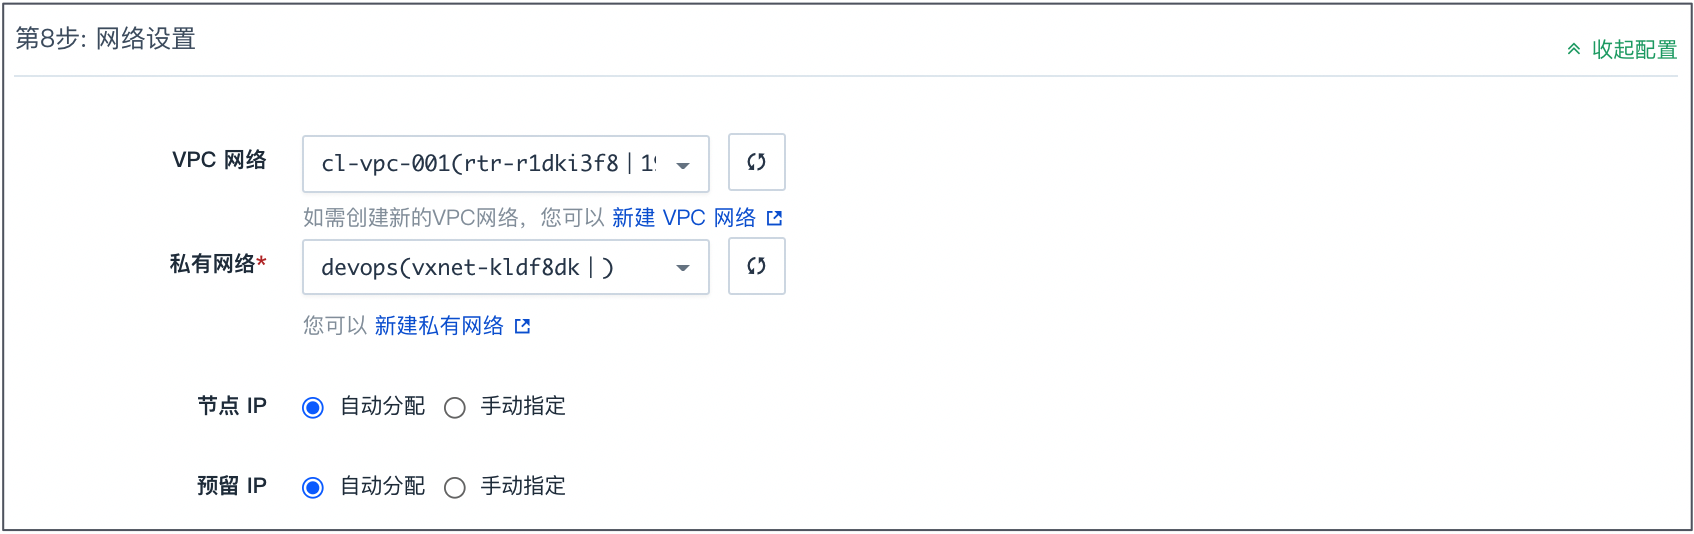 第8步: 网络设置
收起配置
VPC 网络 cl-vpc-001(rtr-r1dki3f8 | 19
如需创建新的VPC网络，您可以 新建 VPC 网络
私有网络* devops(vxnet-kldf8dk | )
您可以 新建私有网络
节点 IP 自动分配 手动指定
预留 IP 自动分配 手动指定